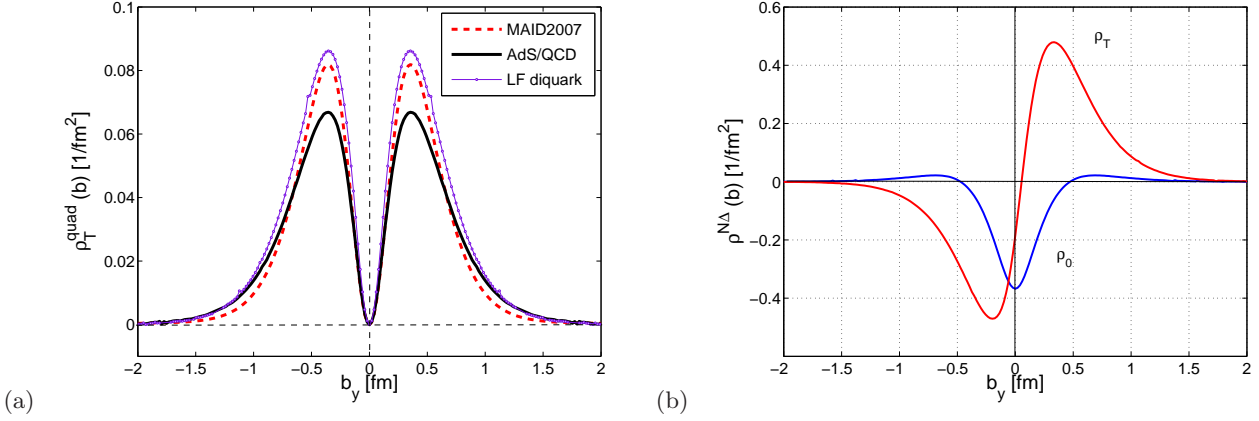 0.1
0.08
0.06
0.04
0.02
0
ρ_T^quad (b) [1/fm²]
MAID2007
AdS/QCD
LF diquark
−2 −1.5 −1 −0.5 0 0.5 1 1.5 2
b_y [fm]
(a)
0.6
0.4
0.2
0
−0.2
−0.4
ρ^NΔ (b) [1/fm²]
ρ_T
ρ_0
−2 −1.5 −1 −0.5 0 0.5 1 1.5 2
b_y [fm]
(b)